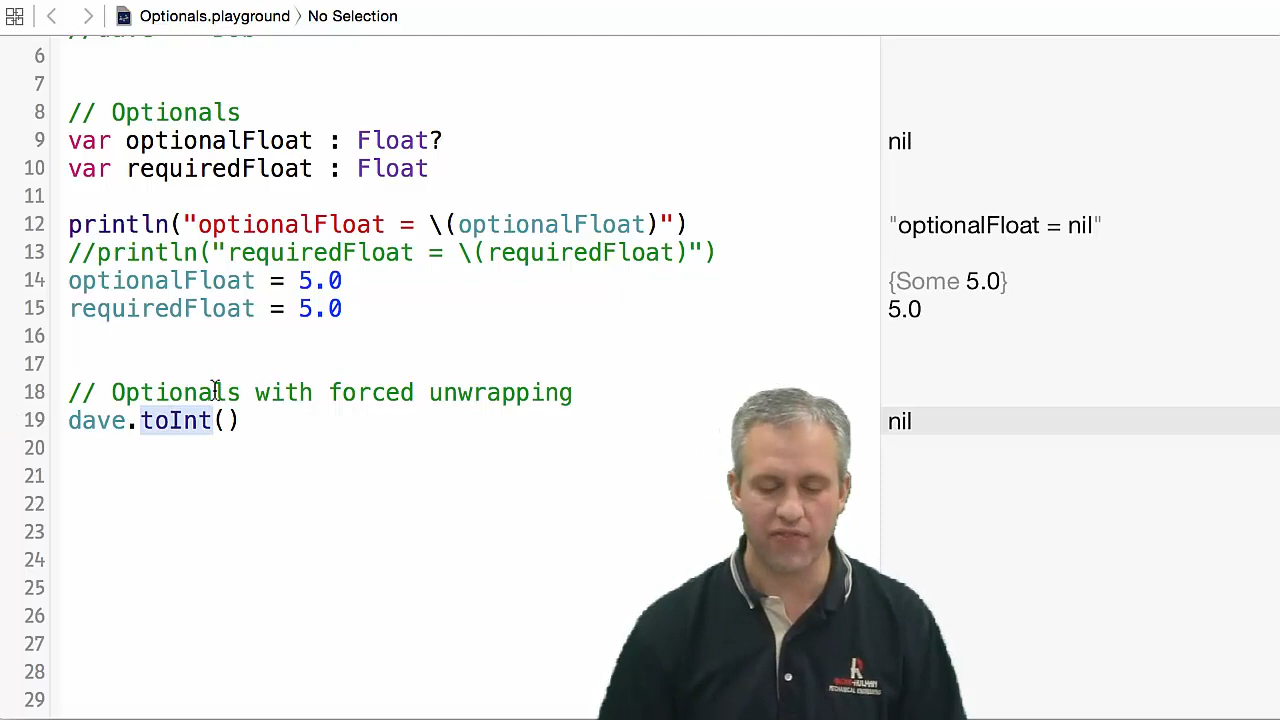 Optionals.playground 〉 No Selection
6
7
8 // Optionals
9 var optionalFloat : Float? nil
10 var requiredFloat : Float
11
12 println("optionalFloat = \(optionalFloat)") "optionalFloat = nil"
13 //println("requiredFloat = \(requiredFloat)")
14 optionalFloat = 5.0 {Some 5.0}
15 requiredFloat = 5.0 5.0
16
17
18 // Optionals with forced unwrapping
19 dave.toInt() nil
20
21
22
23
24
25
26
27
28
29
MECHANICAL ENGINEERING